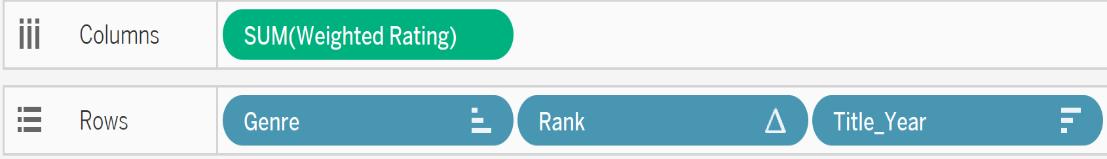 Columns SUM(Weighted Rating)
Rows Genre Rank Δ Title_Year